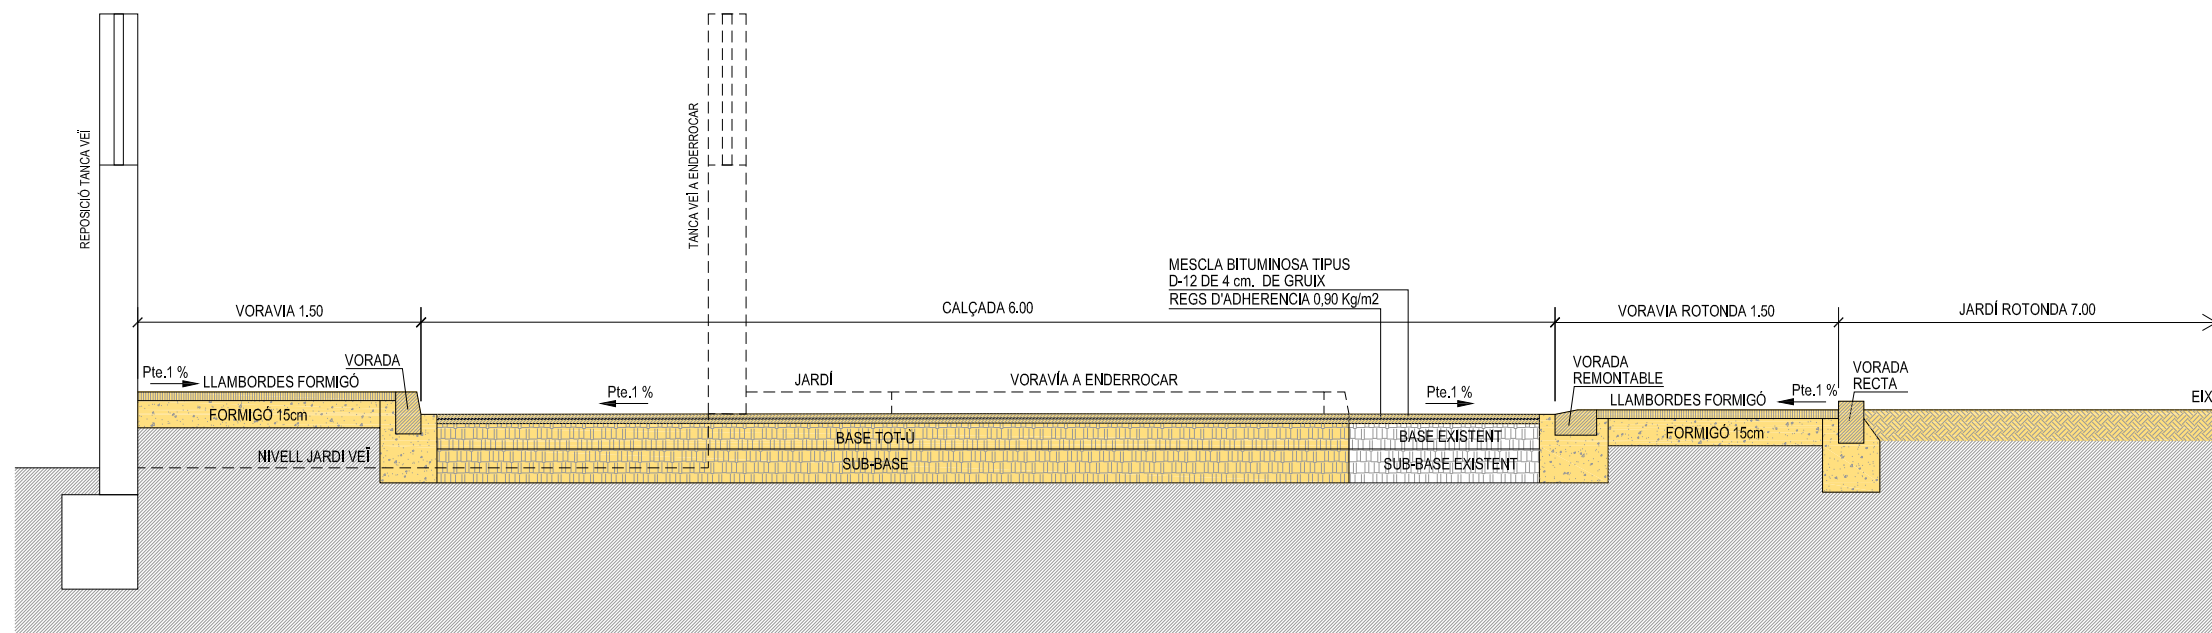 REPOSICIÓ TANCA VEÏ
TANCA VEÏ A ENDERROCAR
MESCLA BITUMINOSA TIPUS
D-12 DE 4 cm. DE GRUIX
REGS D'ADHERENCIA 0,90 Kg/m2
VORAVIA 1.50
CALÇADA 6.00
VORAVIA ROTONDA 1.50
JARDÍ ROTONDA 7.00
VORADA
Pte.1 %
LLAMBORDES FORMIGÓ
FORMIGÓ 15cm
NIVELL JARDI VEÏ
Pte.1 %
JARDÍ
VORAVÍA A ENDERROCAR
Pte.1 %
BASE TOT-Ú
SUB-BASE
BASE EXISTENT
SUB-BASE EXISTENT
VORADA
REMONTABLE
LLAMBORDES FORMIGÓ
Pte.1 %
FORMIGÓ 15cm
VORADA
RECTA
EIX